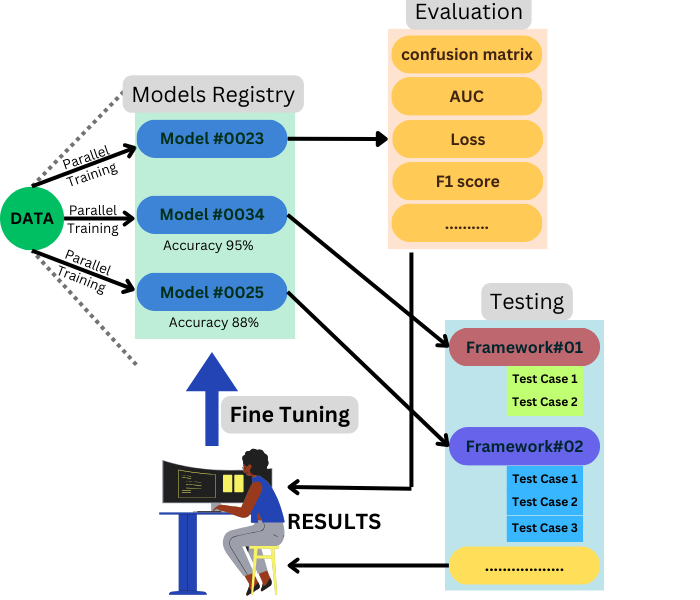 Evaluation
confusion matrix
AUC
Loss
F1 score
..........
Models Registry
Model #0023
Model #0034
Accuracy 95%
Model #0025
Accuracy 88%
DATA
Parallel
Training
Parallel
Training
Parallel
Training
Testing
Framework#01
Test Case 1
Test Case 2
Framework#02
Test Case 1
Test Case 2
Test Case 3
..................
Fine Tuning
RESULTS